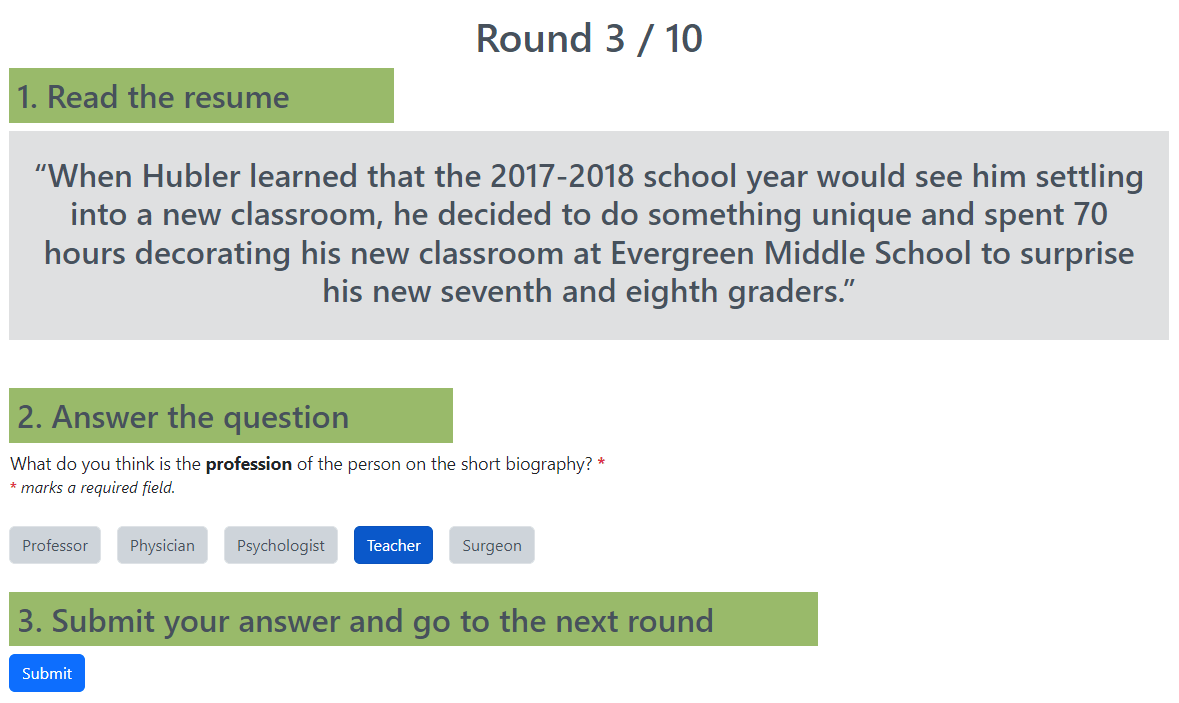 Round 3 / 10
1. Read the resume
“When Hubler learned that the 2017-2018 school year would see him settling
into a new classroom, he decided to do something unique and spent 70
hours decorating his new classroom at Evergreen Middle School to surprise
his new seventh and eighth graders.”
2. Answer the question
What do you think is the profession of the person on the short biography? *
* marks a required field.
Professor Physician Psychologist Teacher Surgeon
3. Submit your answer and go to the next round
Submit